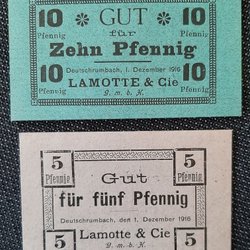 10 GUT 10
Pfennig für Pfennig
Zehn Pfennig
Deutschrumbach, 1. Dezember 1916
10 LAMOTTE & Cie 10
Pfennig G. m. b. H. Pfennig
5 Gut 5
Pfennig Pfennig
für fünf Pfennig
Deutschrumbach, den 1. Dezember 1916
5 Lamotte & Cie 5
G. m. b. H.